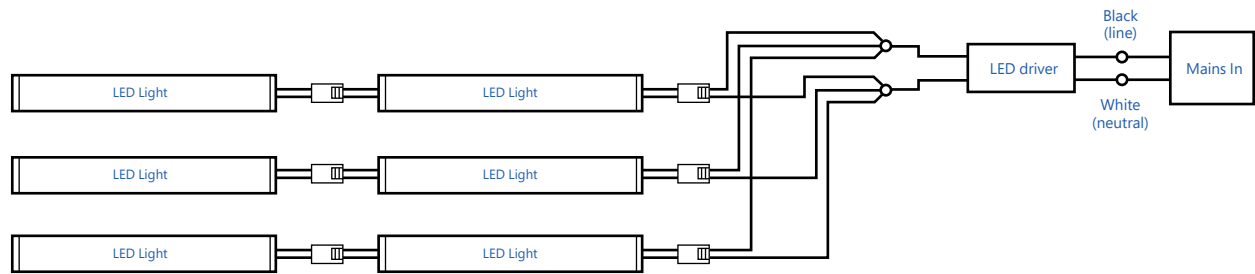 Black
(line)
LED driver
Mains In
White
(neutral)
LED Light
LED Light
LED Light
LED Light
LED Light
LED Light